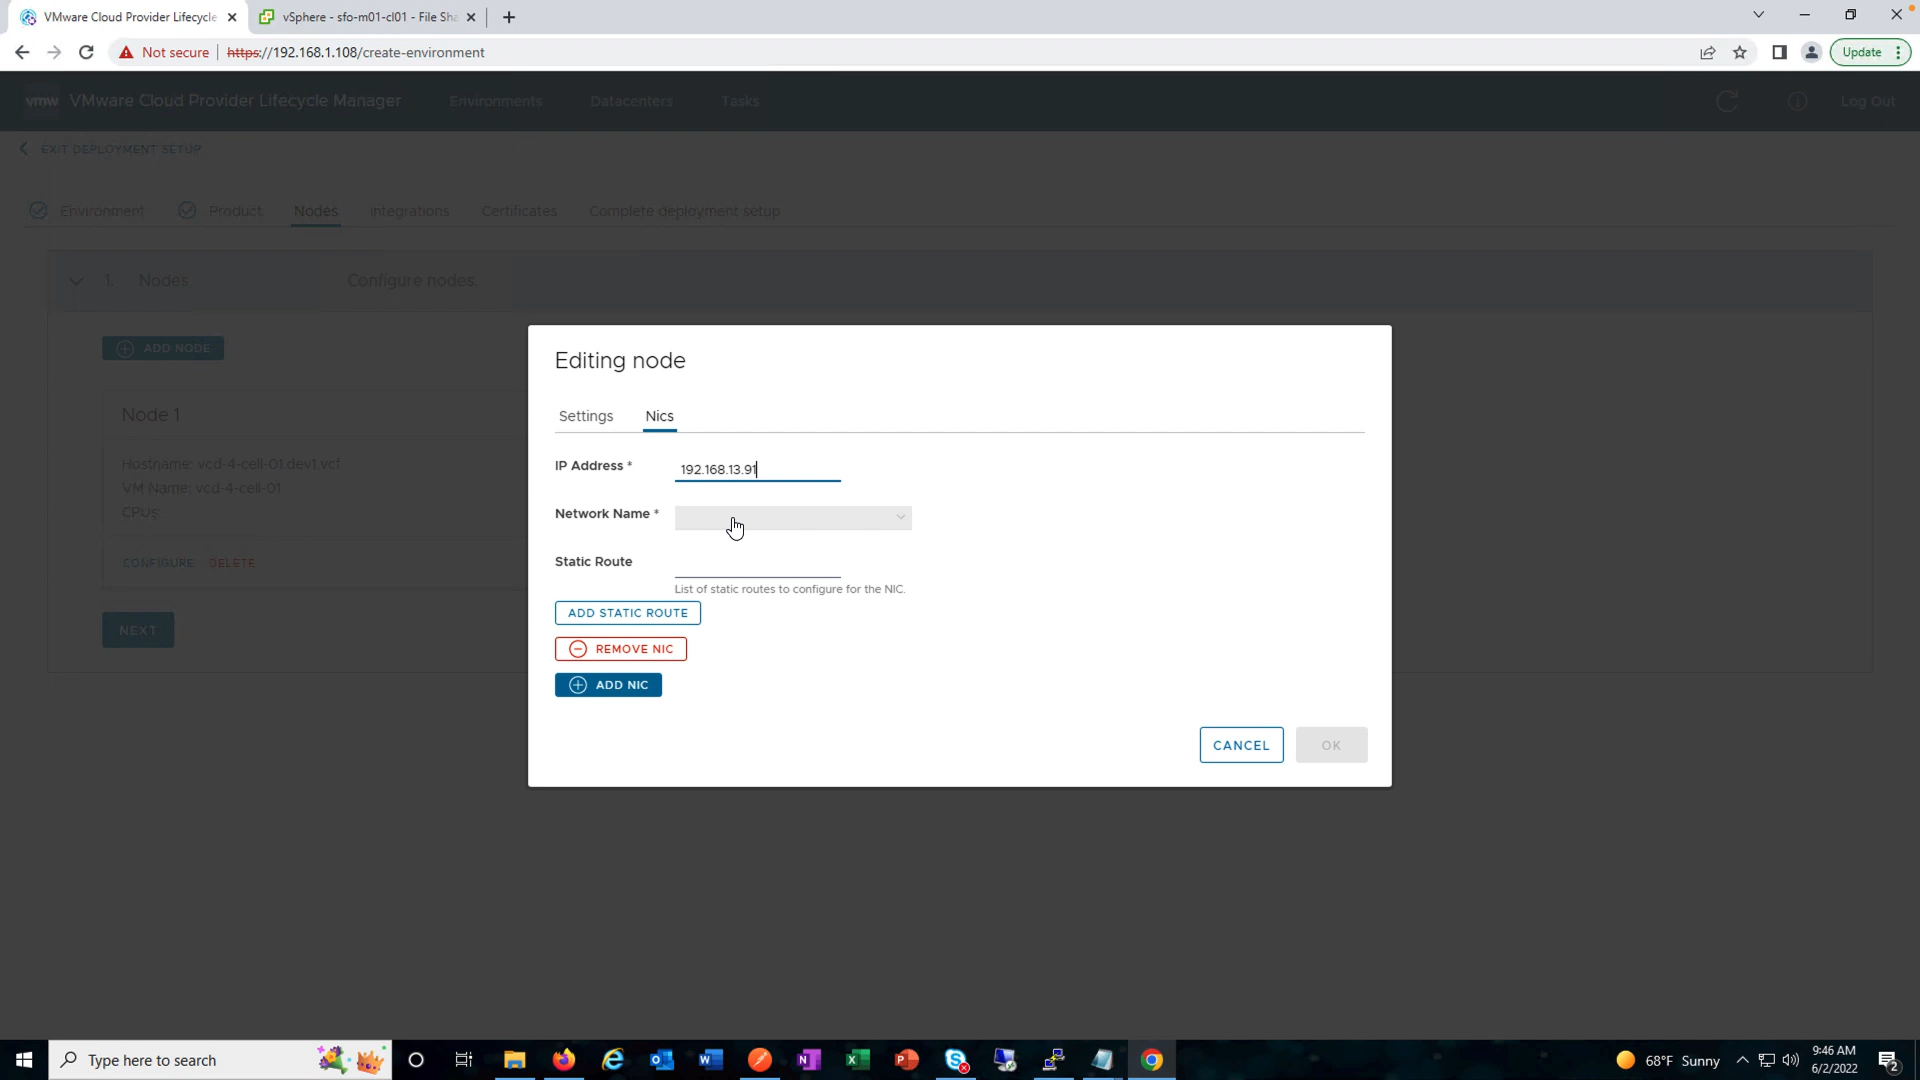 VMware Cloud Provider Lifecycle
vSphere - sfo-m01-cl01 - File Sha
Not secure https://192.168.1.108/create-environment
Update
vmw VMware Cloud Provider Lifecycle Manager Environments Datacenters Tasks Log Out
EXIT DEPLOYMENT SETUP
Environment Product Nodes Integrations Certificates Complete deployment setup
1. Nodes Configure nodes.
ADD NODE
Node 1
Hostname: vcd-4-cell-01.dev1.vcf
VM Name: vcd-4-cell-01
CPUs:
CONFIGURE DELETE
NEXT
Editing node
Settings Nics
IP Address * 192.168.13.91
Network Name *
Static Route
List of static routes to configure for the NIC.
ADD STATIC ROUTE
REMOVE NIC
ADD NIC
CANCEL OK
Type here to search
68°F Sunny
9:46 AM
6/2/2022
2